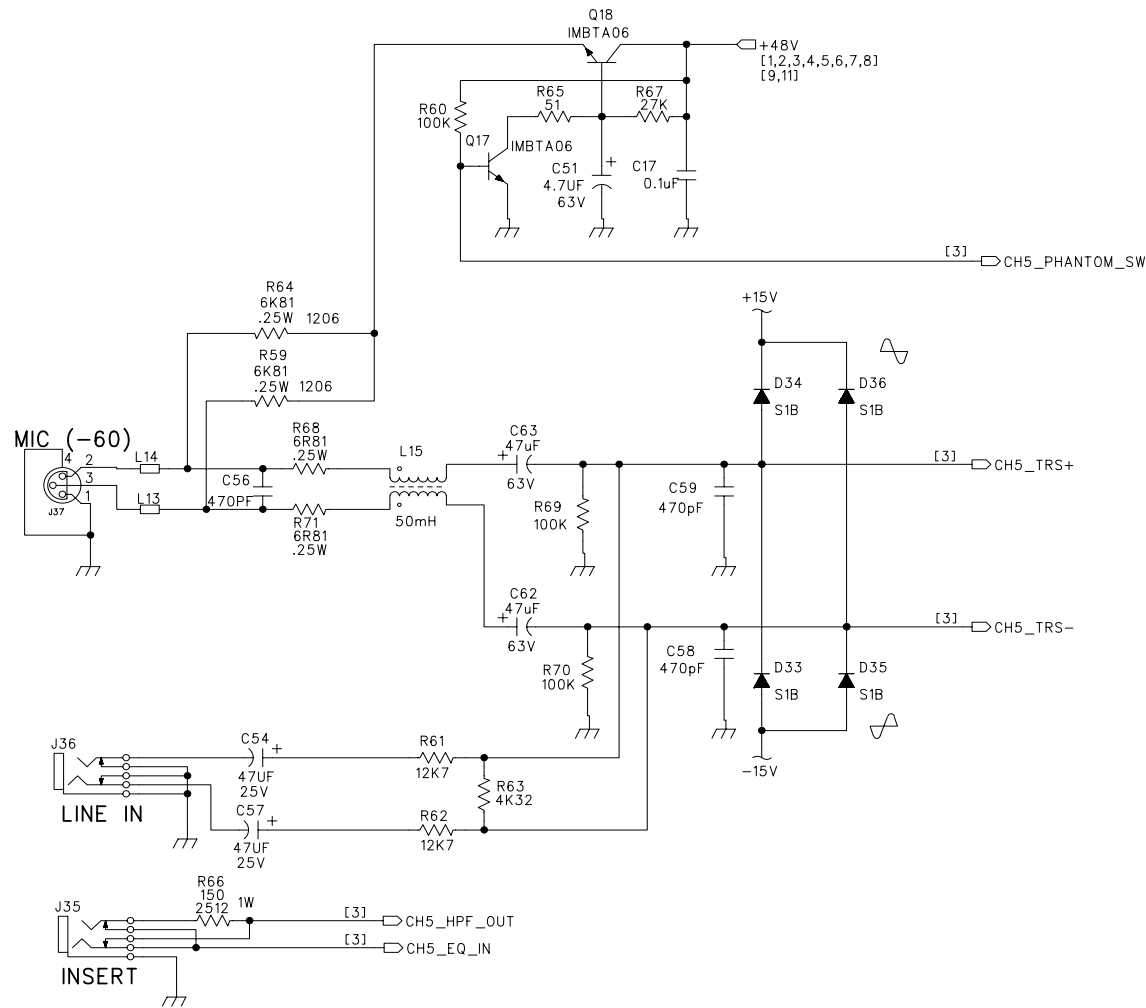 Q18
IMBTA06
+48V
[1,2,3,4,5,6,7,8]
[9,11]
R60
100K
R65
51
R67
27K
Q17
IMBTA06
C51
4.7UF
63V
+
C17
0.1uF
[3]
CH5_PHANTOM_SW
R64
6K81
.25W 1206
R59
6K81
.25W 1206
+15V
D34
S1B
D36
S1B
MIC (-60)
4
2
3
1
J37
L14
L13
C56
470PF
R68
6R81
.25W
R71
6R81
.25W
L15
50mH
C63
47uF
+
63V
R69
100K
C59
470pF
[3]
CH5_TRS+
C62
47uF
+
63V
R70
100K
C58
470pF
[3]
CH5_TRS-
D33
S1B
D35
S1B
-15V
J36
LINE IN
C54
+
47UF
25V
C57
+
47UF
25V
R61
12K7
R63
4K32
R62
12K7
J35
INSERT
R66
150
2512
1W
[3]
CH5_HPF_OUT
[3]
CH5_EQ_IN